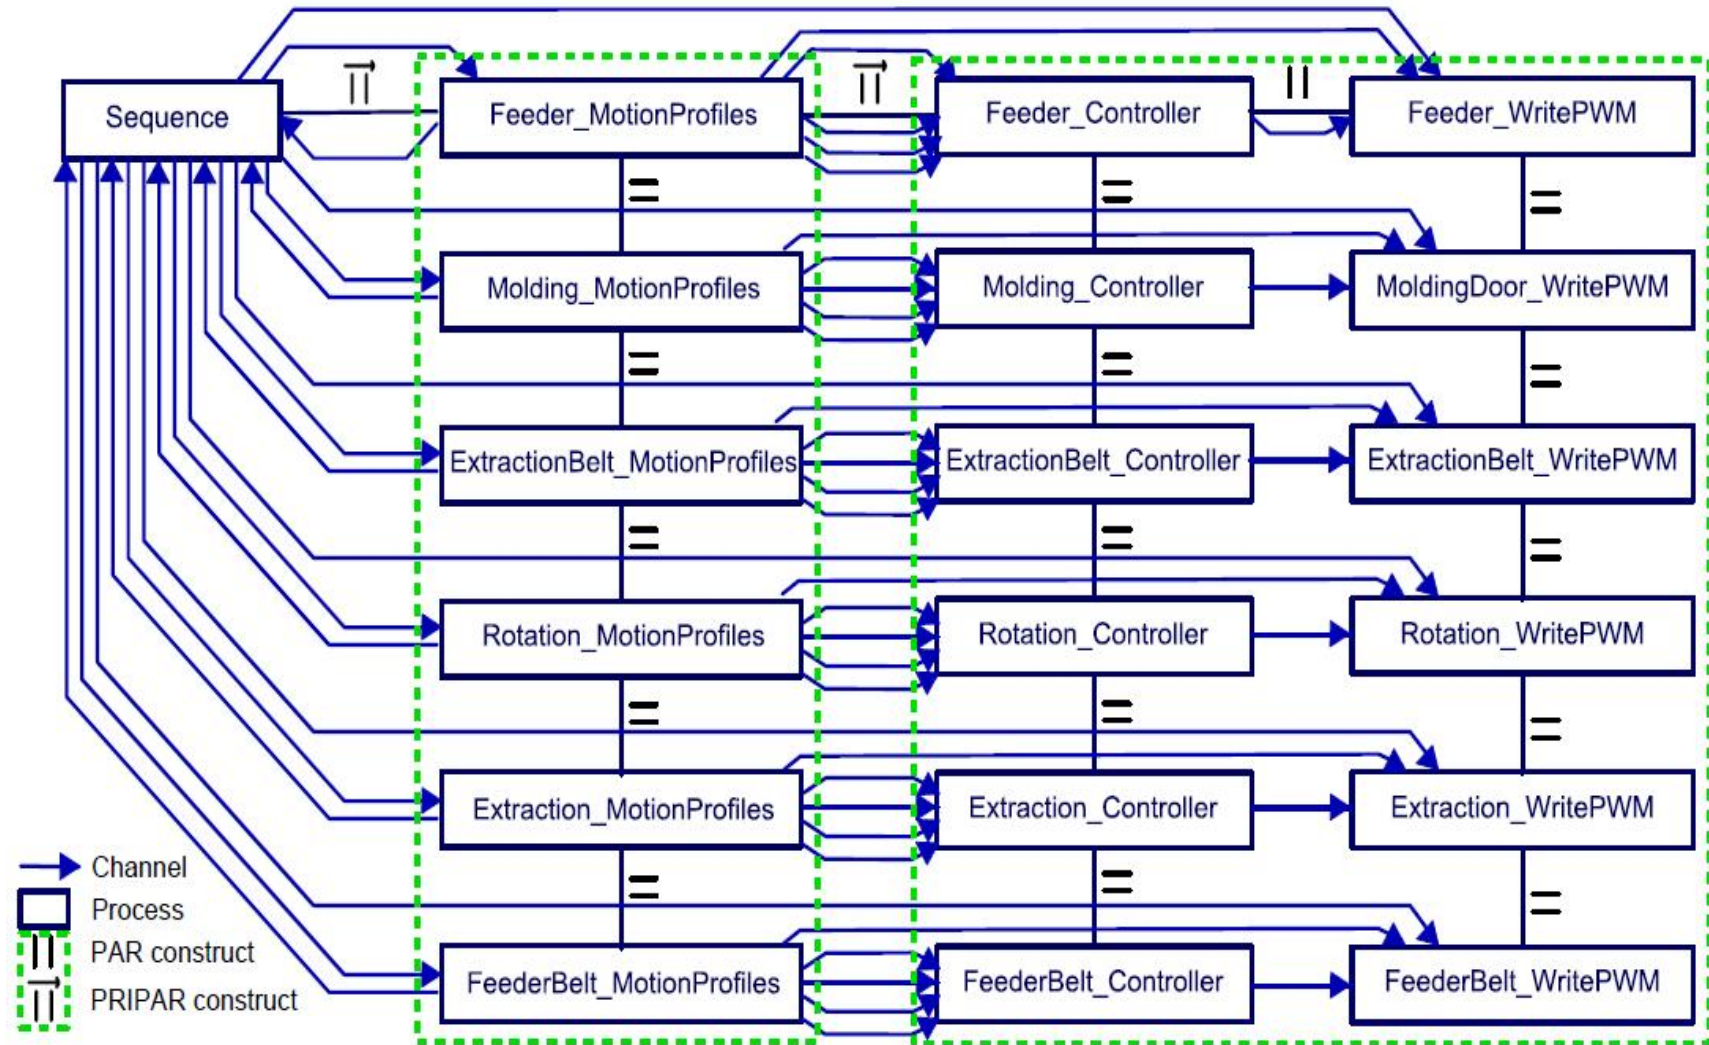 Sequence
Feeder_MotionProfiles
Feeder_Controller
Feeder_WritePWM
Molding_MotionProfiles
Molding_Controller
MoldingDoor_WritePWM
ExtractionBelt_MotionProfiles
ExtractionBelt_Controller
ExtractionBelt_WritePWM
Rotation_MotionProfiles
Rotation_Controller
Rotation_WritePWM
Extraction_MotionProfiles
Extraction_Controller
Extraction_WritePWM
FeederBelt_MotionProfiles
FeederBelt_Controller
FeederBelt_WritePWM
Channel
Process
PAR construct
PRIPAR construct